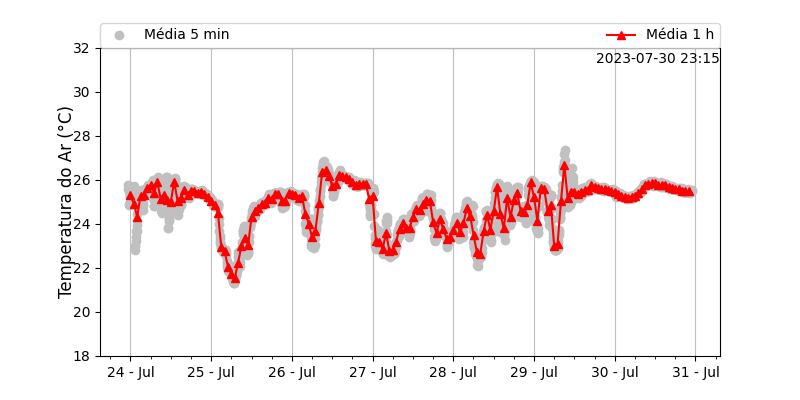 Média 5 min
Média 1 h
2023-07-30 23:15
Temperatura do Ar (°C)
32
30
28
26
24
22
20
18
24 - Jul
25 - Jul
26 - Jul
27 - Jul
28 - Jul
29 - Jul
30 - Jul
31 - Jul